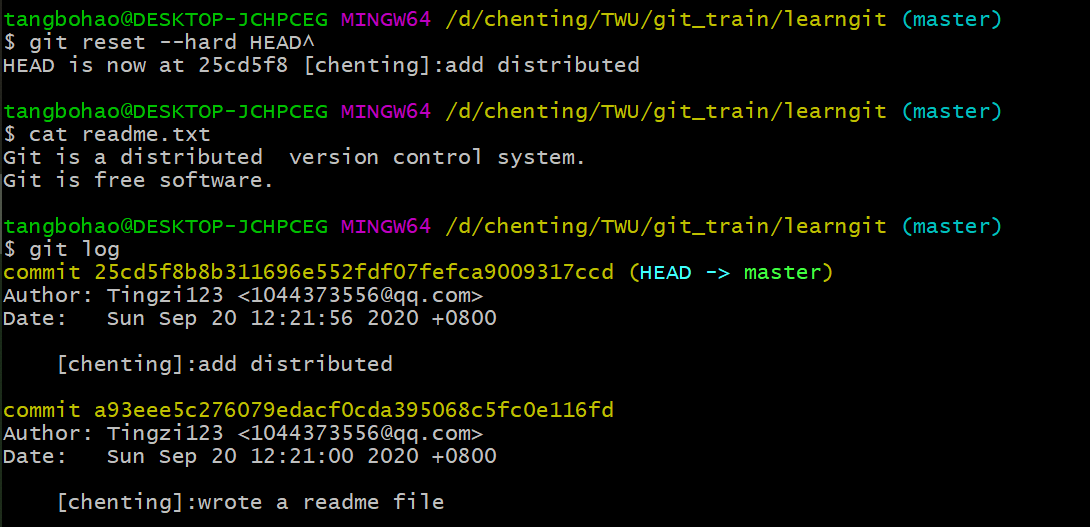 tangbohao@DESKTOP-JCHPCEG MINGW64 /d/chenting/TWU/git_train/learngit (master)
$ git reset --hard HEAD^
HEAD is now at 25cd5f8 [chenting]:add distributed
tangbohao@DESKTOP-JCHPCEG MINGW64 /d/chenting/TWU/git_train/learngit (master)
$ cat readme.txt
Git is a distributed  version control system.
Git is free software.
tangbohao@DESKTOP-JCHPCEG MINGW64 /d/chenting/TWU/git_train/learngit (master)
$ git log
commit 25cd5f8b8b311696e552fdf07fefca9009317ccd (HEAD -> master)
Author: Tingzi123 <1044373556@qq.com>
Date:   Sun Sep 20 12:21:56 2020 +0800
    [chenting]:add distributed
commit a93eee5c276079edacf0cda395068c5fc0e116fd
Author: Tingzi123 <1044373556@qq.com>
Date:   Sun Sep 20 12:21:00 2020 +0800
    [chenting]:wrote a readme file